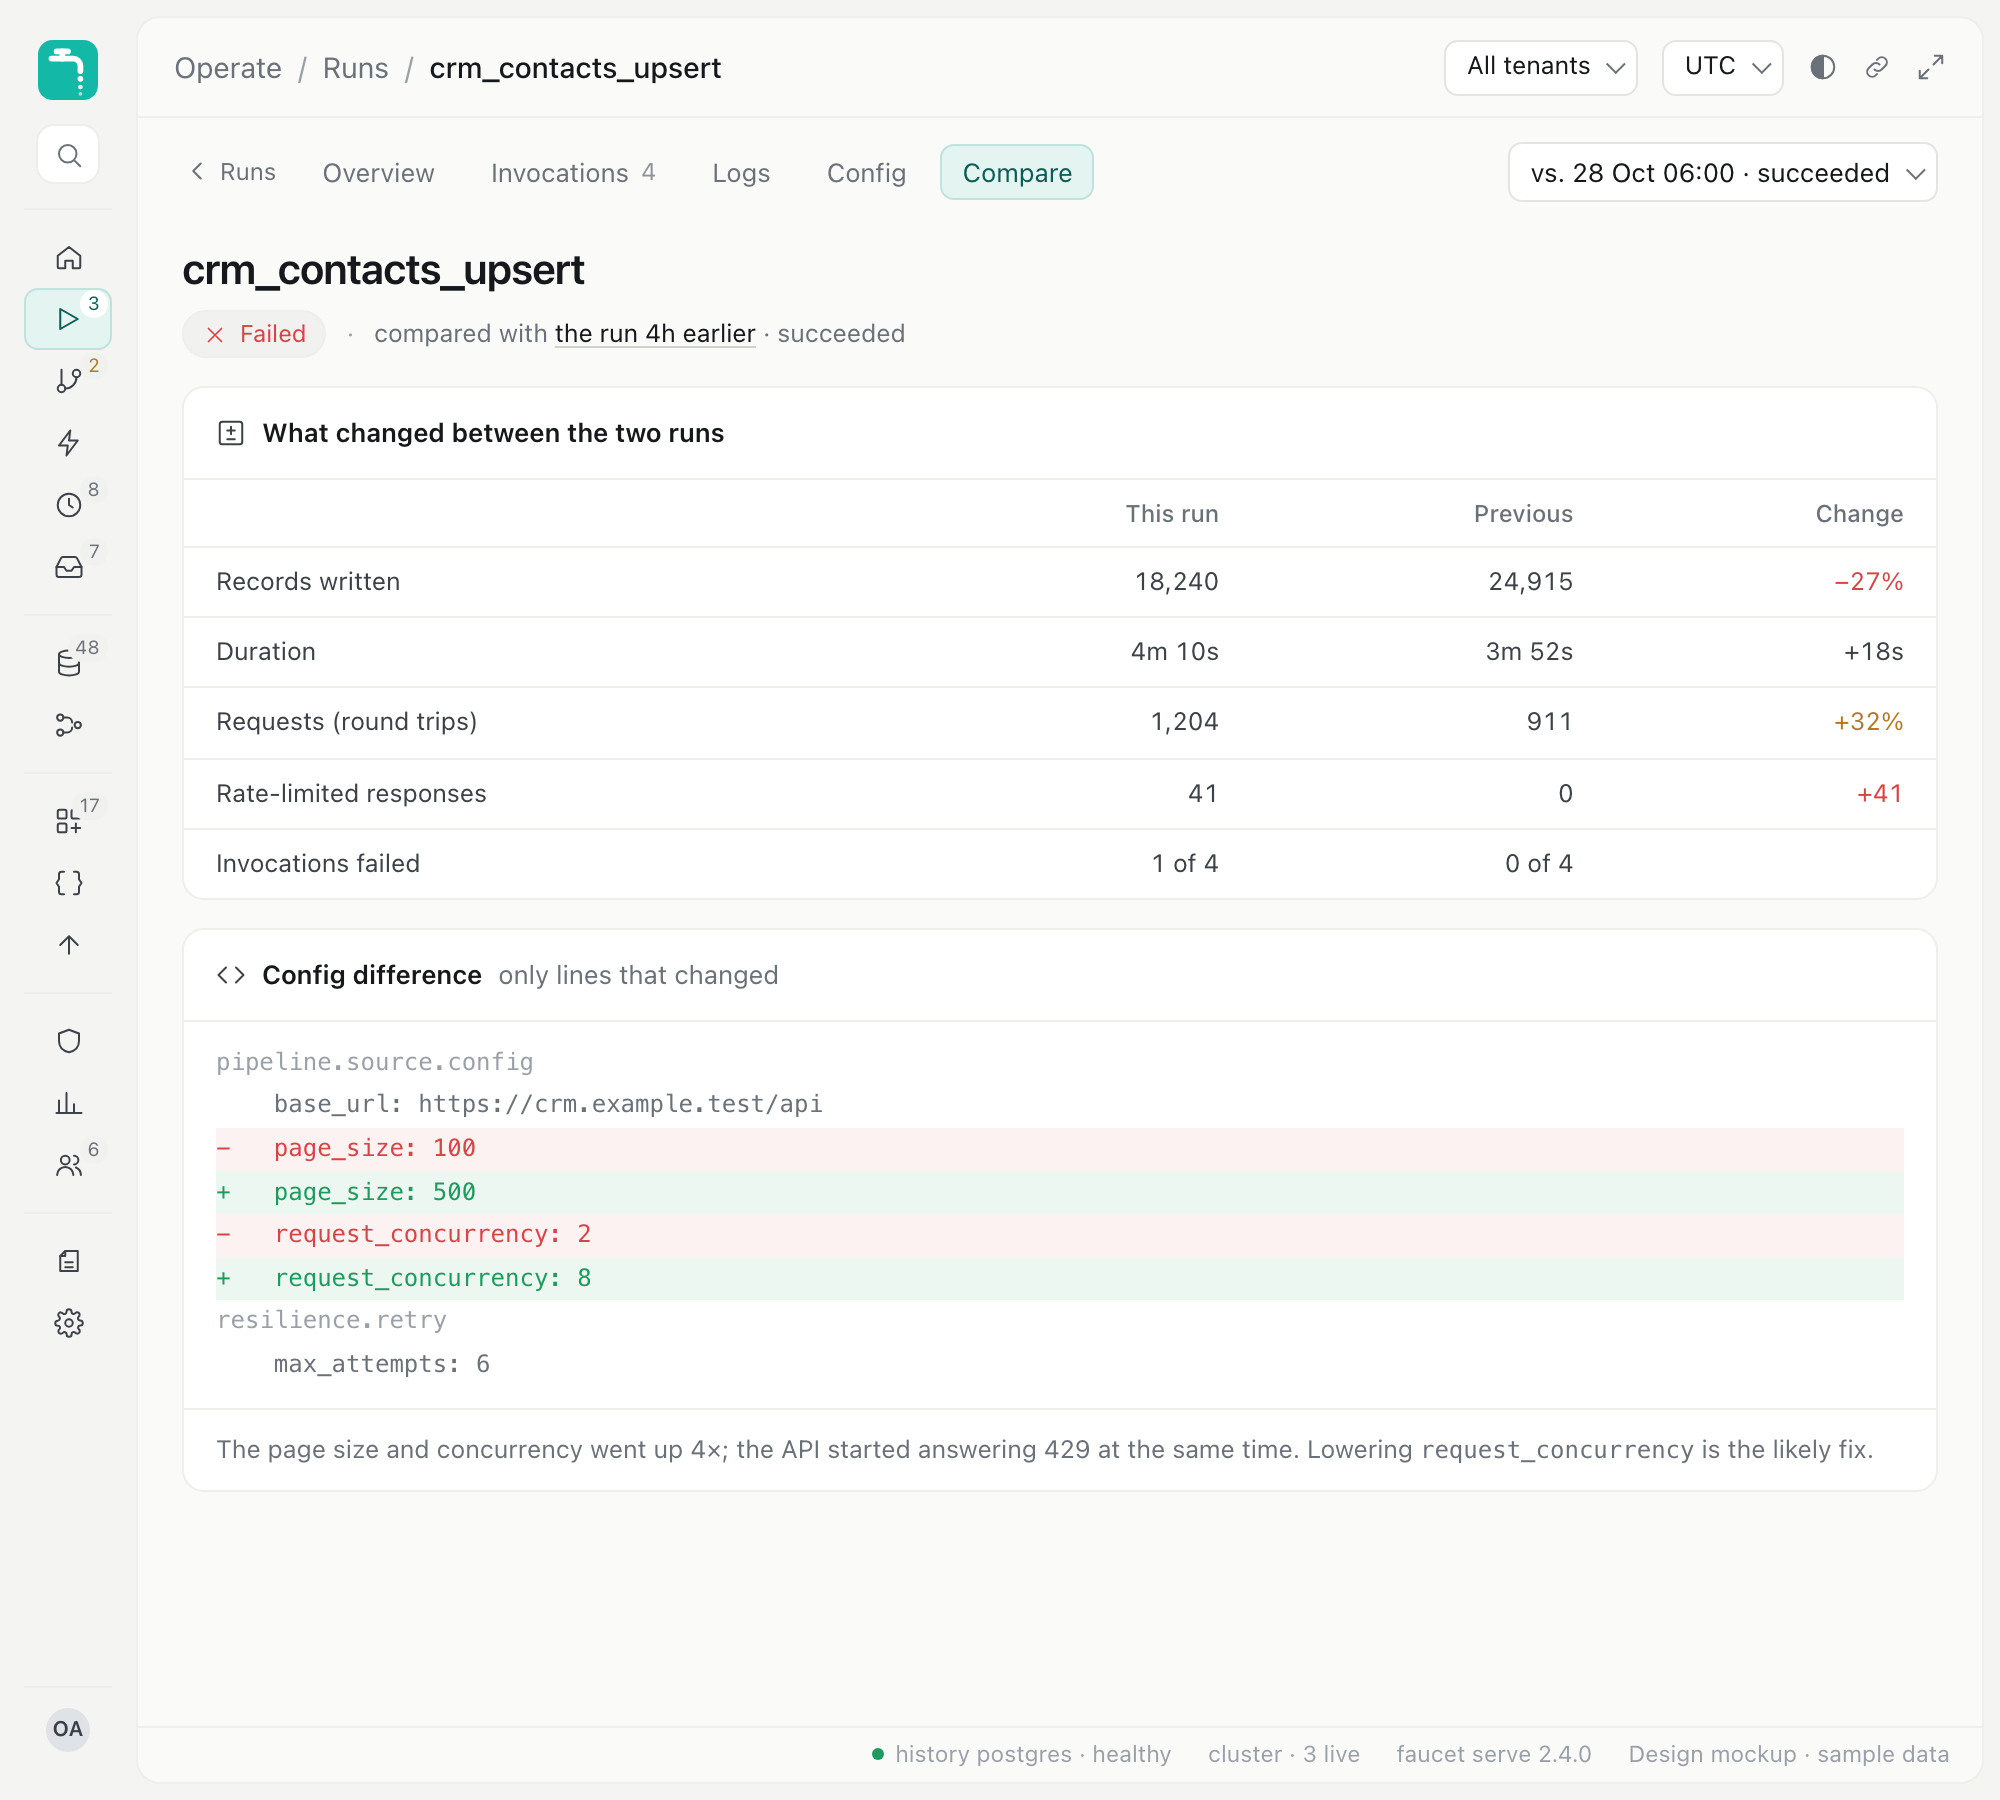 Operate / Runs / crm_contacts_upsert
All tenants
UTC
Runs
Overview
Invocations 4
Logs
Config
Compare
vs. 28 Oct 06:00 · succeeded
3
2
8
7
48
17
6
OA
crm_contacts_upsert
Failed · compared with the run 4h earlier · succeeded
What changed between the two runs
This run Previous Change
Records written 18,240 24,915 −27%
Duration 4m 10s 3m 52s +18s
Requests (round trips) 1,204 911 +32%
Rate-limited responses 41 0 +41
Invocations failed 1 of 4 0 of 4
Config difference only lines that changed
pipeline.source.config
base_url: https://crm.example.test/api
− page_size: 100
+ page_size: 500
− request_concurrency: 2
+ request_concurrency: 8
resilience.retry
max_attempts: 6
The page size and concurrency went up 4×; the API started answering 429 at the same time. Lowering request_concurrency is the likely fix.
history postgres · healthy
cluster · 3 live
faucet serve 2.4.0
Design mockup · sample data